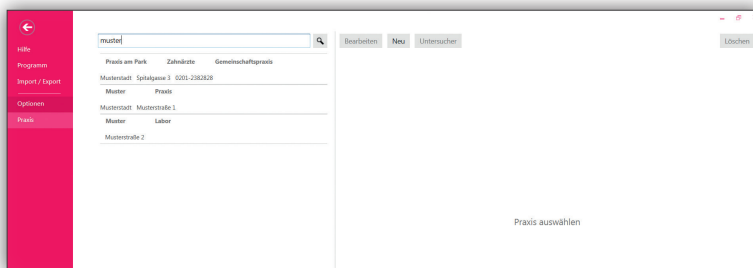 Hilfe
Programm
Import / Export
Optionen
Praxis
muster
Praxis am Park Zahnärzte Gemeinschaftspraxis
Musterstadt Spitalgasse 3 0201-2382828
Muster Praxis
Musterstadt Musterstraße 1
Muster Labor
Musterstraße 2
Bearbeiten Neu Untersucher Löschen
Praxis auswählen